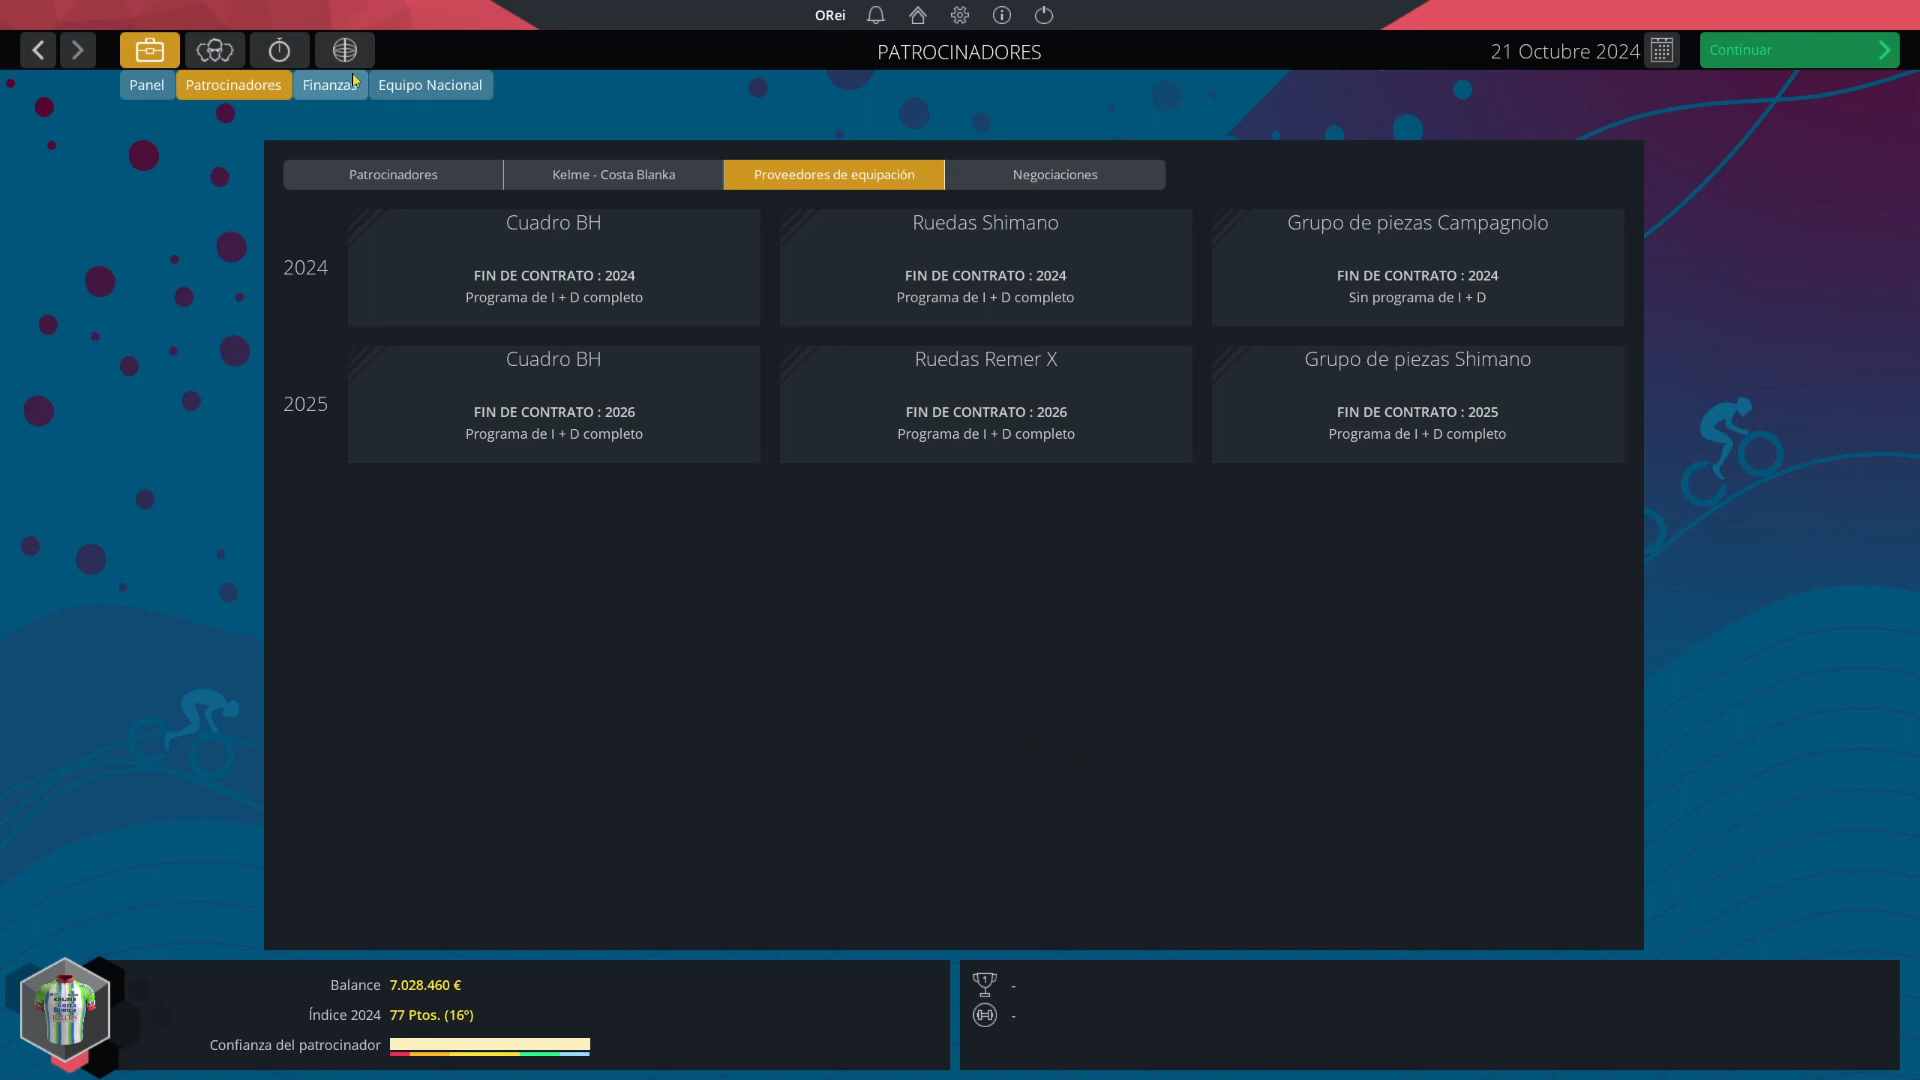 ORei
PATROCINADORES
21 Octubre 2024
Continuar
Panel
Patrocinadores
Finanzas
Equipo Nacional
Patrocinadores
Kelme - Costa Blanka
Proveedores de equipación
Negociaciones
2024
Cuadro BH
FIN DE CONTRATO : 2024
Programa de I + D completo
Ruedas Shimano
FIN DE CONTRATO : 2024
Programa de I + D completo
Grupo de piezas Campagnolo
FIN DE CONTRATO : 2024
Sin programa de I + D
2025
Cuadro BH
FIN DE CONTRATO : 2026
Programa de I + D completo
Ruedas Remer X
FIN DE CONTRATO : 2026
Programa de I + D completo
Grupo de piezas Shimano
FIN DE CONTRATO : 2025
Programa de I + D completo
Balance 7.028.460 €
Índice 2024 77 Ptos. (16º)
Confianza del patrocinador
-
-
KELME
Costa
Blanca